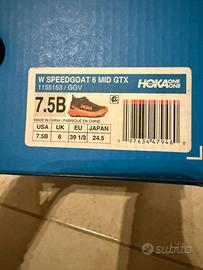 W SPEEDGOAT 6 MID GTX
1155153 / GGV
HOKA ONE ONE
7.5B
MADE IN CHINA / FABRIQUÉ EN CHINE
USA UK EU JAPAN
7.5B 6 39 1/3 24.5
subito